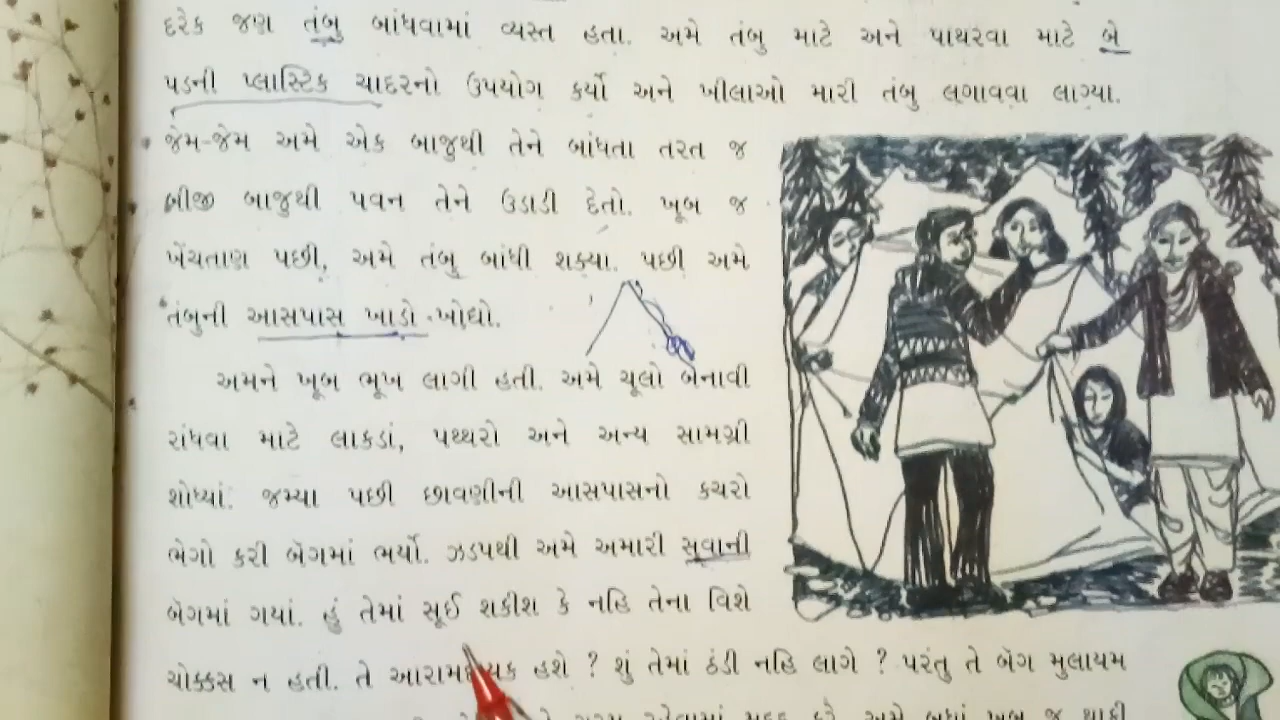 દરેક જણ તંબુ બાંધવામાં વ્યસ્ત હતા. અમે તંબુ માટે અને પાથરવા માટે બે
પડની પ્લાસ્ટિક ચાદરનો ઉપયોગ કર્યો અને ખીલાઓ મારી તંબુ લગાવવા લાગ્યા.
જેમ-જેમ અમે એક બાજુથી તેને બાંધતા તરત જ
બીજી બાજુથી પવન તેને ઉડાડી દેતો. ખૂબ જ
ખેંચતાણ પછી, અમે તંબુ બાંધી શક્યા. પછી અમે
તંબુની આસપાસ ખાડો ખોદ્યો.
અમને ખૂબ ભૂખ લાગી હતી. અમે ચૂલો બનાવી
રાંધવા માટે લાકડાં, પથ્થરો અને અન્ય સામગ્રી
શોધ્યાં. જમ્યા પછી છાવણીની આસપાસનો કચરો
ભેગો કરી બૅગમાં ભર્યો. ઝડપથી અમે અમારી સૂવાની
બૅગમાં ગયાં. હું તેમાં સૂઈ શકીશ કે નહિ તેના વિશે
ચોક્કસ ન હતી. તે હશે ? શું તેમાં ઠંડી નહિ લાગે ? પરંતુ તે બૅગ મુલાયમ
અમે બધાં ખૂબ જ થાકી